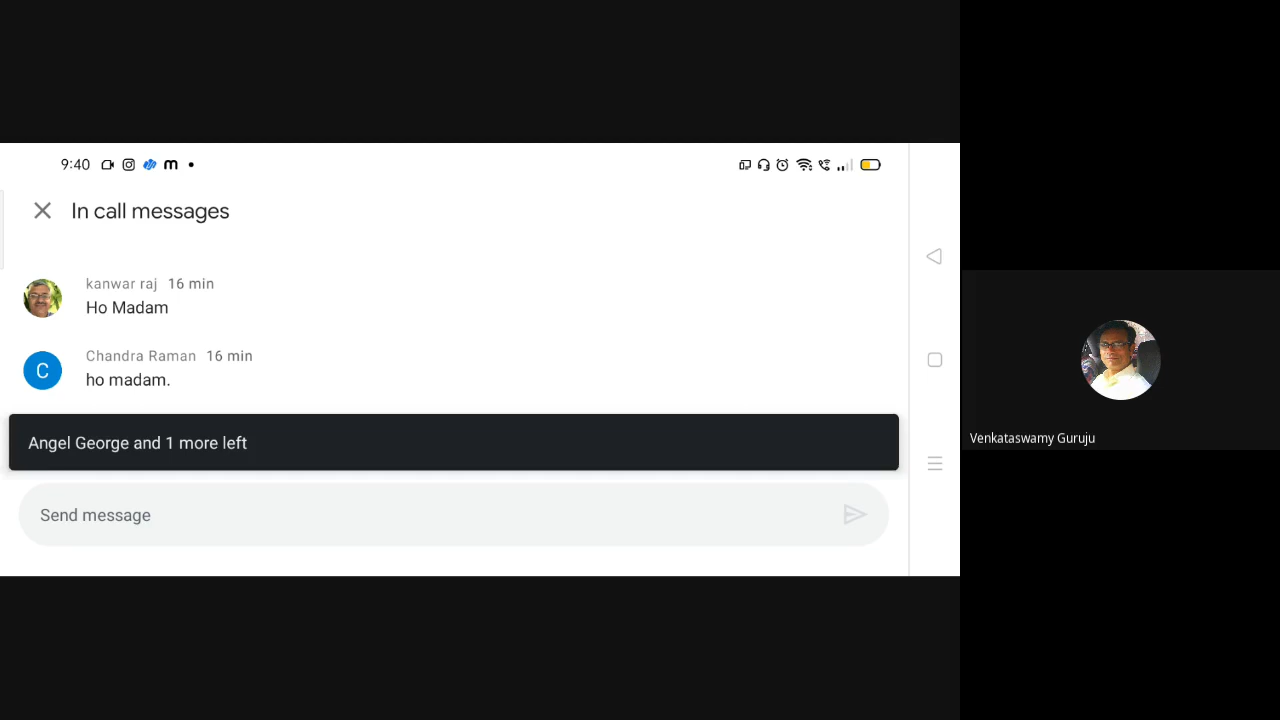 9:40
In call messages
kanwar raj 16 min
Ho Madam
C
Chandra Raman 16 min
ho madam.
Angel George and 1 more left
Send message
Venkataswamy Guruju